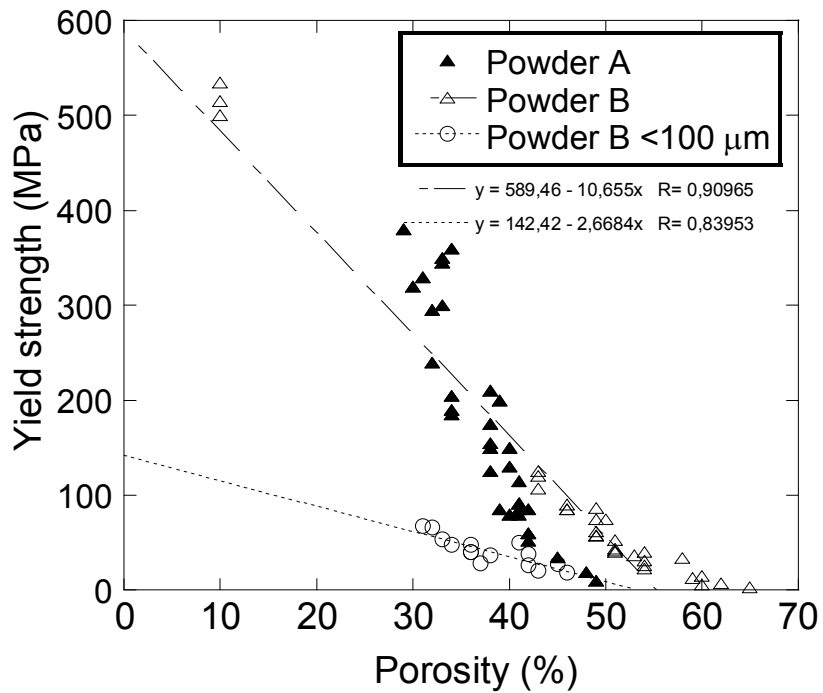 600
500
400
300
200
100
0
Yield strength (MPa)
Powder A
Powder B
Powder B <100 μm
y = 589,46 - 10,655x R= 0,90965
y = 142,42 - 2,6684x R= 0,83953
0 10 20 30 40 50 60 70
Porosity (%)